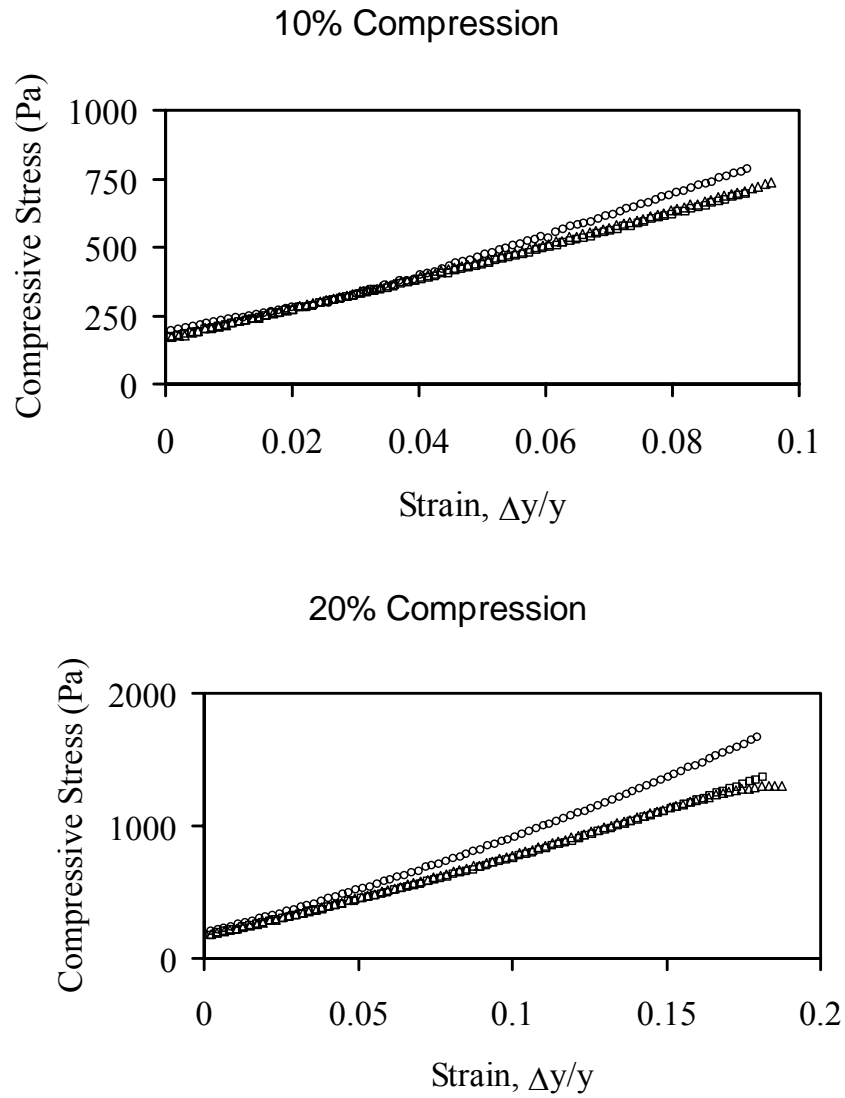 10% Compression
Compressive Stress (Pa)
1000
750
500
250
0
0 0.02 0.04 0.06 0.08 0.1
Strain, Δy/y
20% Compression
Compressive Stress (Pa)
2000
1000
0
0 0.05 0.1 0.15 0.2
Strain, Δy/y